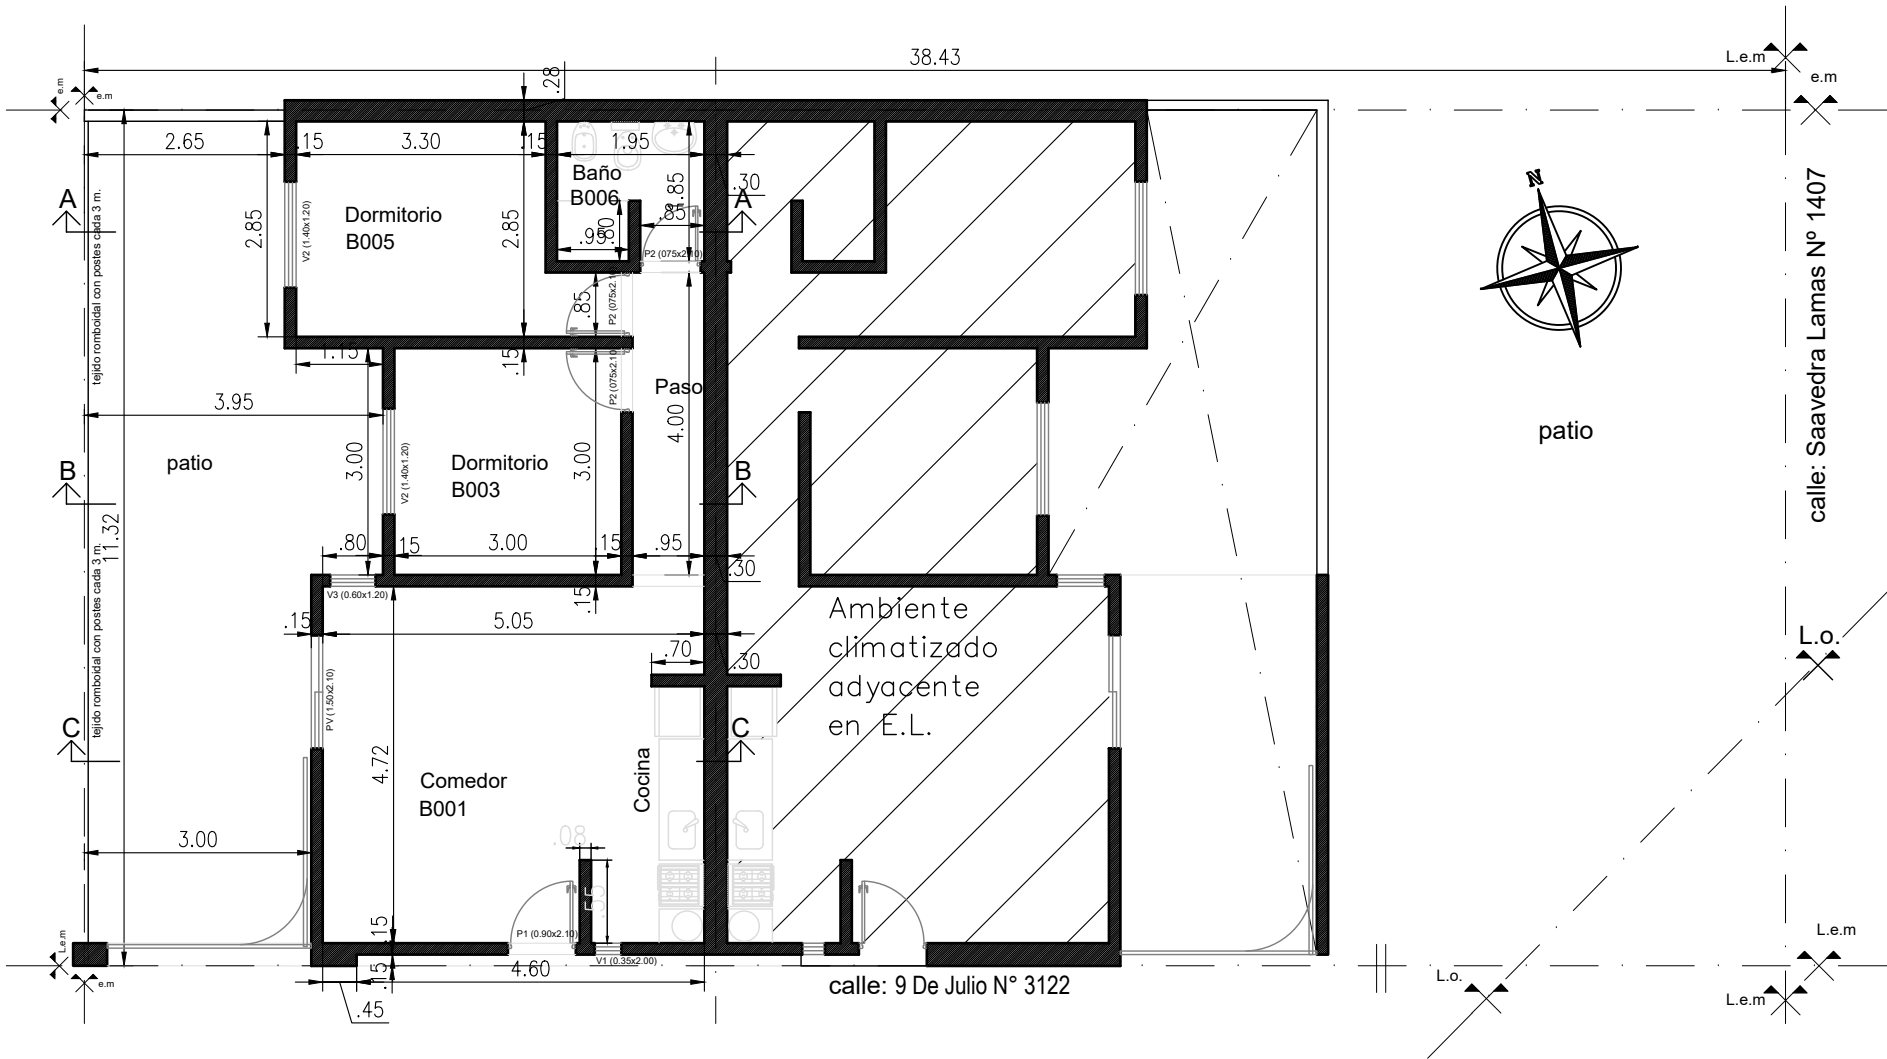 38.43
L.e.m
e.m
e.m
e.m
.28
2.65
.15
3.30
.15
1.95
.30
Baño
B006
.85
.85
.95
.60
A
A
Dormitorio
B005
2.85
2.85
V2 (1.40x1.20)
tejido romboidal con postes cada 3 m.
P2 (075x2.10)
.85
P2 (075x2.1
N
calle: Saavedra Lamas Nº 1407
1.15
.15
P2 (075x2.10
Paso
4.00
3.95
patio
patio
B
B
Dormitorio
B003
3.00
3.00
V2 (1.40x1.20)
11.32
tejido romboidal con postes cada 3 m.
.80
15
3.00
.15
.95
.30
V3 (0.60x1.20)
.15
.15
5.05
.70
.30
Ambiente
climatizado
adyacente
en E.L.
L.o.
PV (1.50x2.10)
C
C
4.72
Comedor
B001
Cocina
.08
3.00
.55
.15
P1 (0.90x2.10)
V1 (0.35x2.00)
L.e.m
L.e.m
4.60
.15
.45
calle: 9 De Julio N° 3122
L.o.
e.m
L.e.m